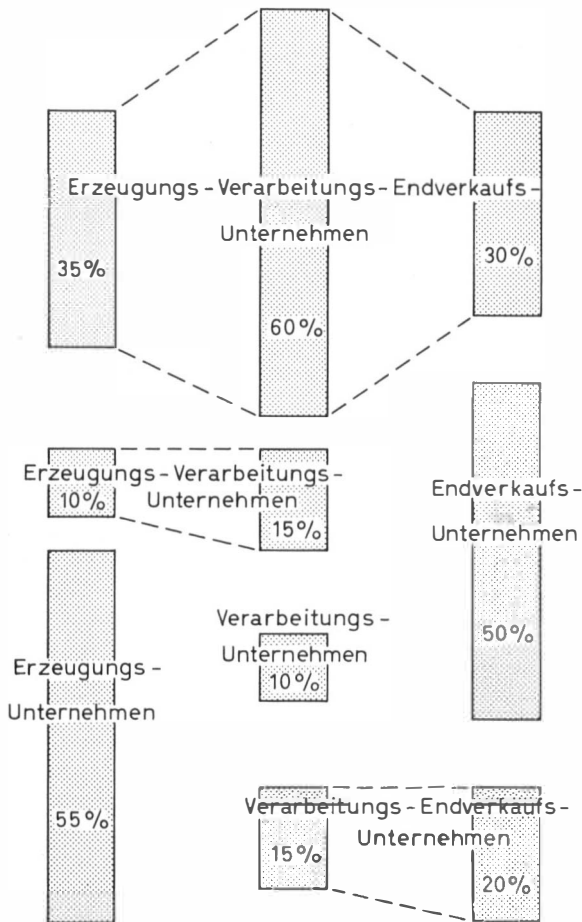 Erzeugungs-Verarbeitungs-Endverkaufs-
Unternehmen
35%
60%
30%
Erzeugungs-Verarbeitungs-
Unternehmen
10%
15%
Endverkaufs-
Unternehmen
50%
Verarbeitungs-
Unternehmen
10%
Erzeugungs-
Unternehmen
55%
Verarbeitungs-Endverkaufs-
Unternehmen
15%
20%